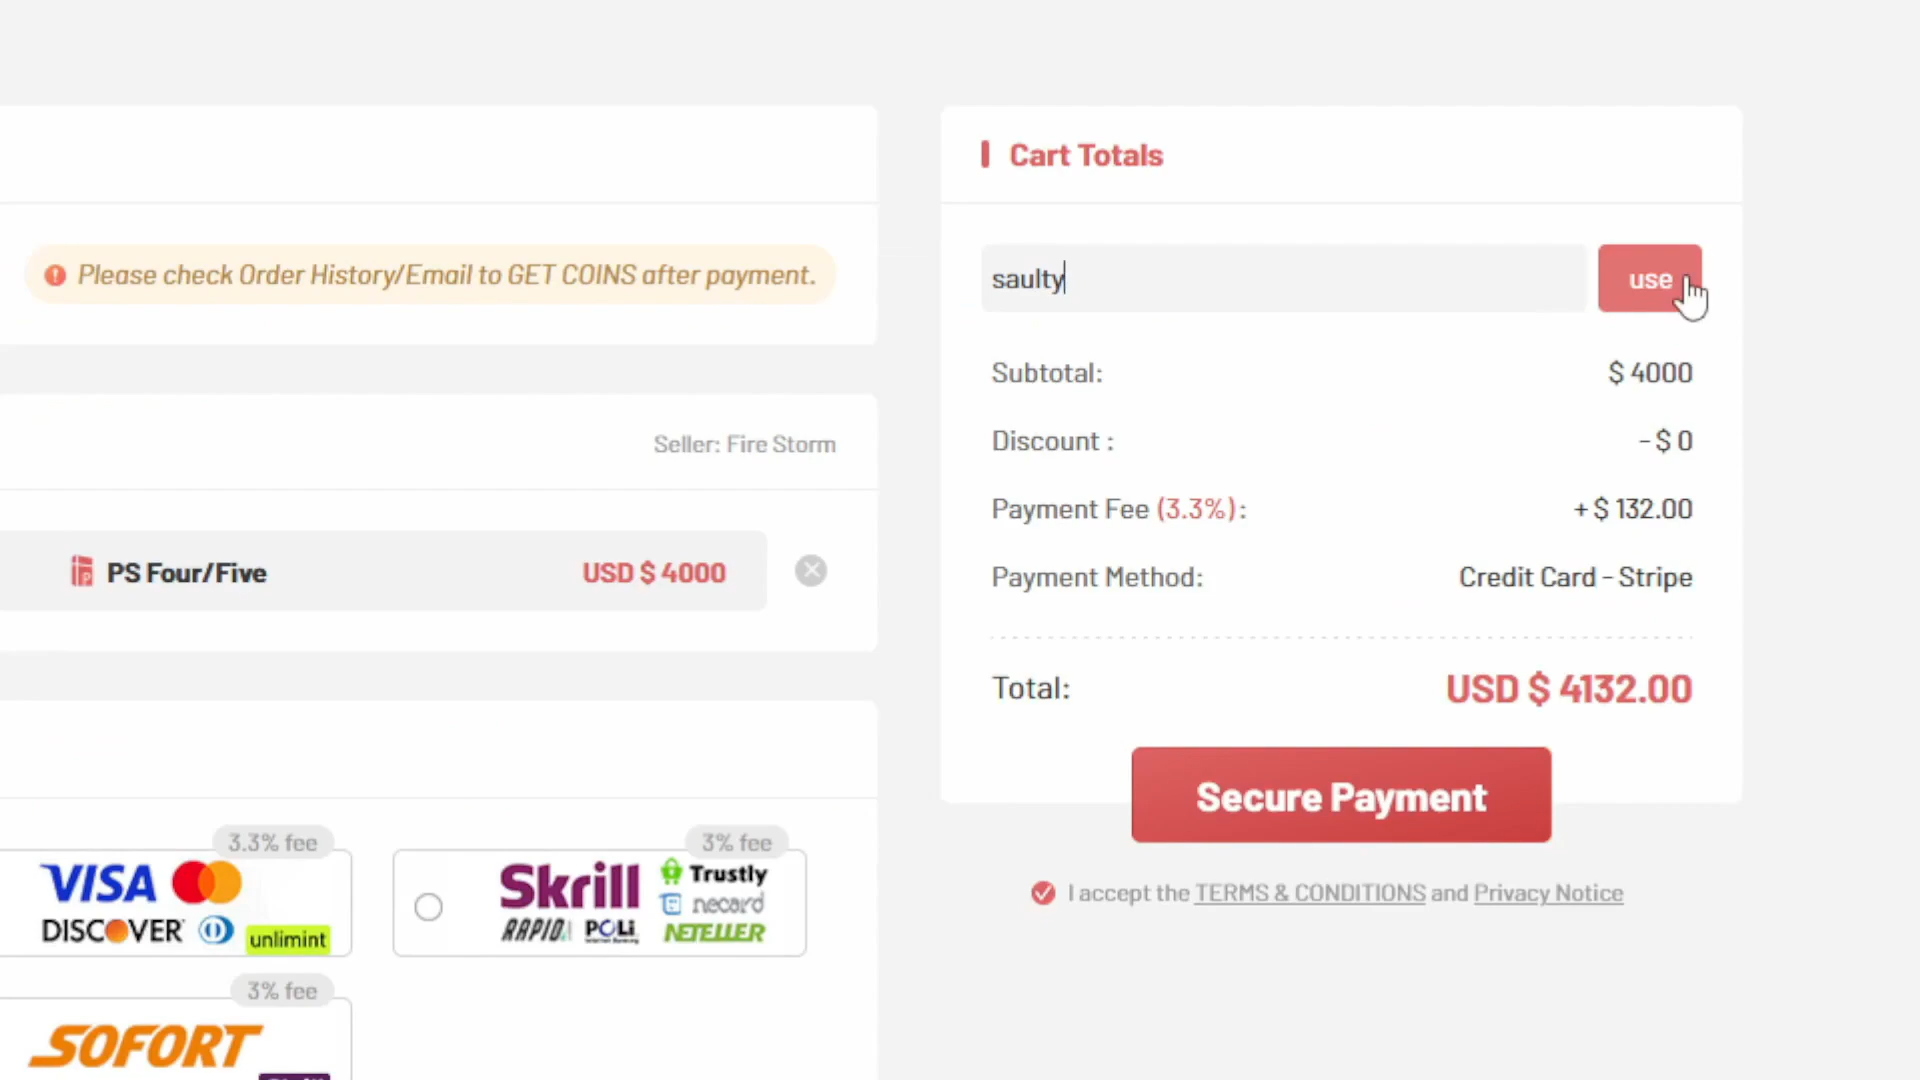 Cart Totals
Please check Order History/Email to GET COINS after payment.
saulty
use
Subtotal:
$ 4000
Discount :
- $ 0
Seller: Fire Storm
Payment Fee (3.3%):
+ $ 132.00
PS Four/Five
USD $ 4000
Payment Method:
Credit Card - Stripe
Total:
USD $ 4132.00
Secure Payment
3.3% fee
VISA
DISCOVER
unlimint
3% fee
Skrill
Trustly
RAPID
POLi
NETELLER
I accept the TERMS & CONDITIONS and Privacy Notice
3% fee
SOFORT